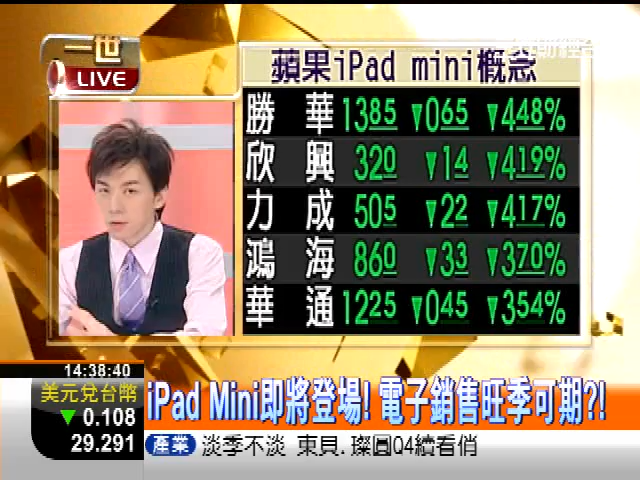 一世
LIVE
蘋果iPad mini概念
勝華 1385 ▼065 ▼448%
欣興 320 ▼14 ▼419%
力成 505 ▼22 ▼417%
鴻海 860 ▼33 ▼370%
華通 1225 ▼045 ▼354%
14:38:40
美元兌台幣
▼ 0.108
29.291
iPad Mini即將登場! 電子銷售旺季可期?!
產業 淡季不淡 東貝.璨圓Q4續看俏